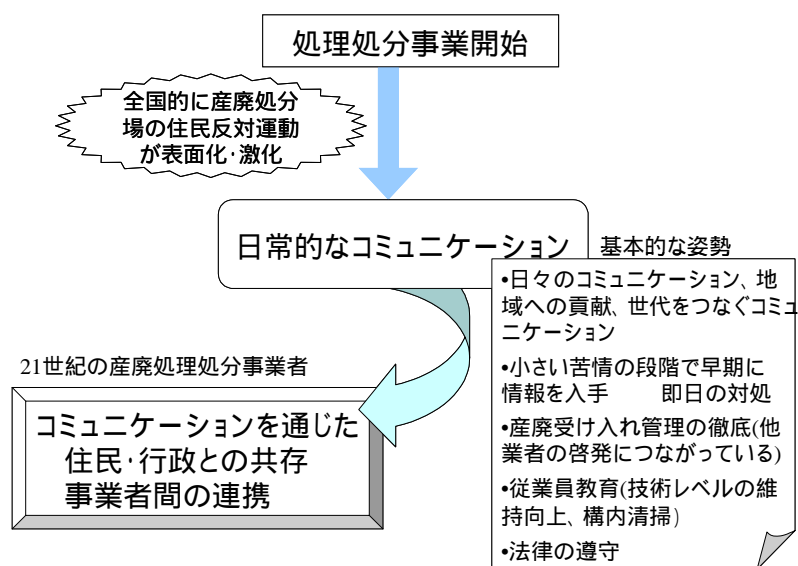 処理処分事業開始
全国的に産廃処分
場の住民反対運動
が表面化・激化
日常的なコミュニケーション
基本的な姿勢
•日々のコミュニケーション、地
域への貢献、世代をつなぐコミュ
ニケーション
•小さい苦情の段階で早期に
情報を入手　　即日の対処
•産廃受け入れ管理の徹底(他
業者の啓発につながっている)
•従業員教育(技術レベルの維
持向上、構内清掃)
•法律の遵守
21世紀の産廃処理処分事業者
コミュニケーションを通じた
住民・行政との共存
事業者間の連携